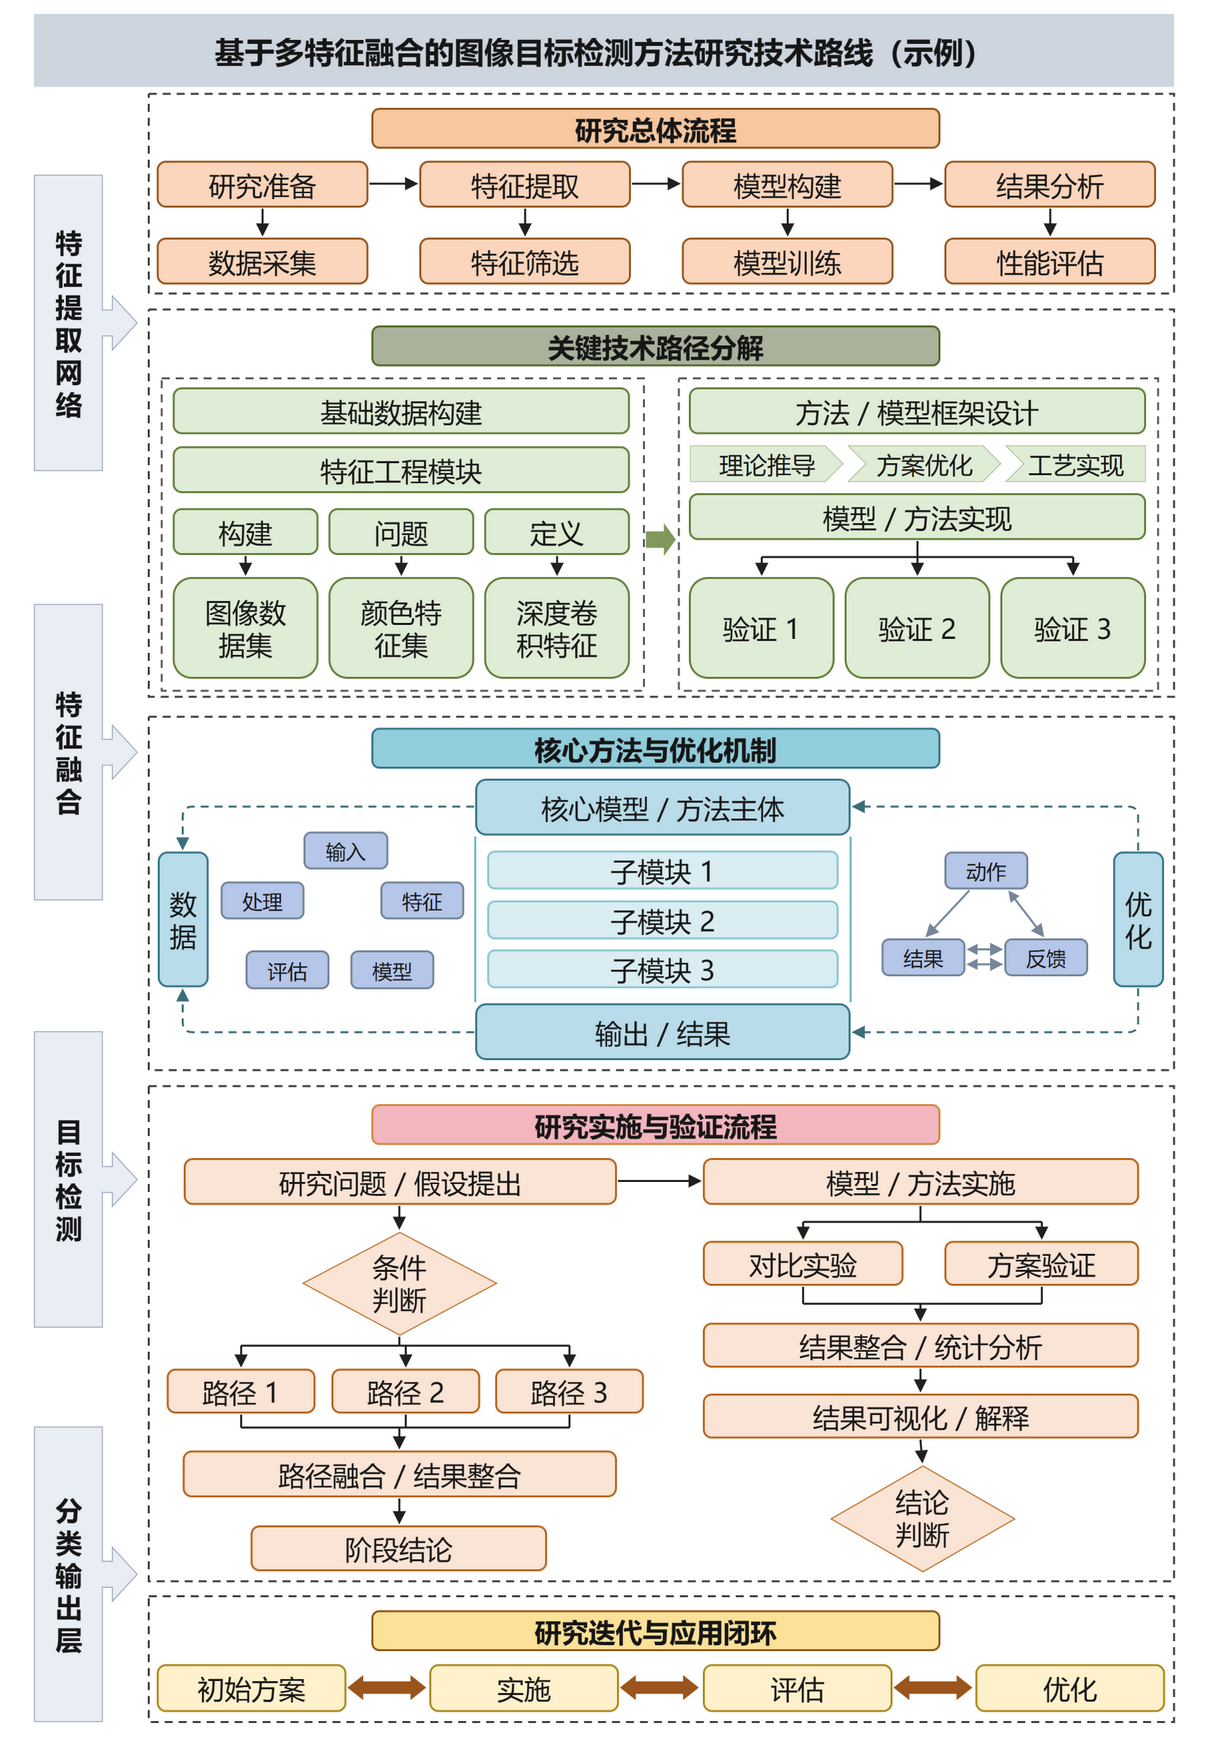 基于多特征融合的图像目标检测方法研究技术路线（示例）
特征提取网络
特征融合
目标检测
分类输出层
研究总体流程
研究准备
特征提取
模型构建
结果分析
数据采集
特征筛选
模型训练
性能评估
关键技术路径分解
基础数据构建
特征工程模块
构建
问题
定义
图像数
据集
颜色特
征集
深度卷
积特征
方法 / 模型框架设计
理论推导
方案优化
工艺实现
模型 / 方法实现
验证 1
验证 2
验证 3
核心方法与优化机制
数据
输入
处理
特征
评估
模型
核心模型 / 方法主体
子模块 1
子模块 2
子模块 3
输出 / 结果
动作
结果
反馈
优化
研究实施与验证流程
研究问题 / 假设提出
条件
判断
路径 1
路径 2
路径 3
路径融合 / 结果整合
阶段结论
模型 / 方法实施
对比实验
方案验证
结果整合 / 统计分析
结果可视化 / 解释
结论
判断
研究迭代与应用闭环
初始方案
实施
评估
优化